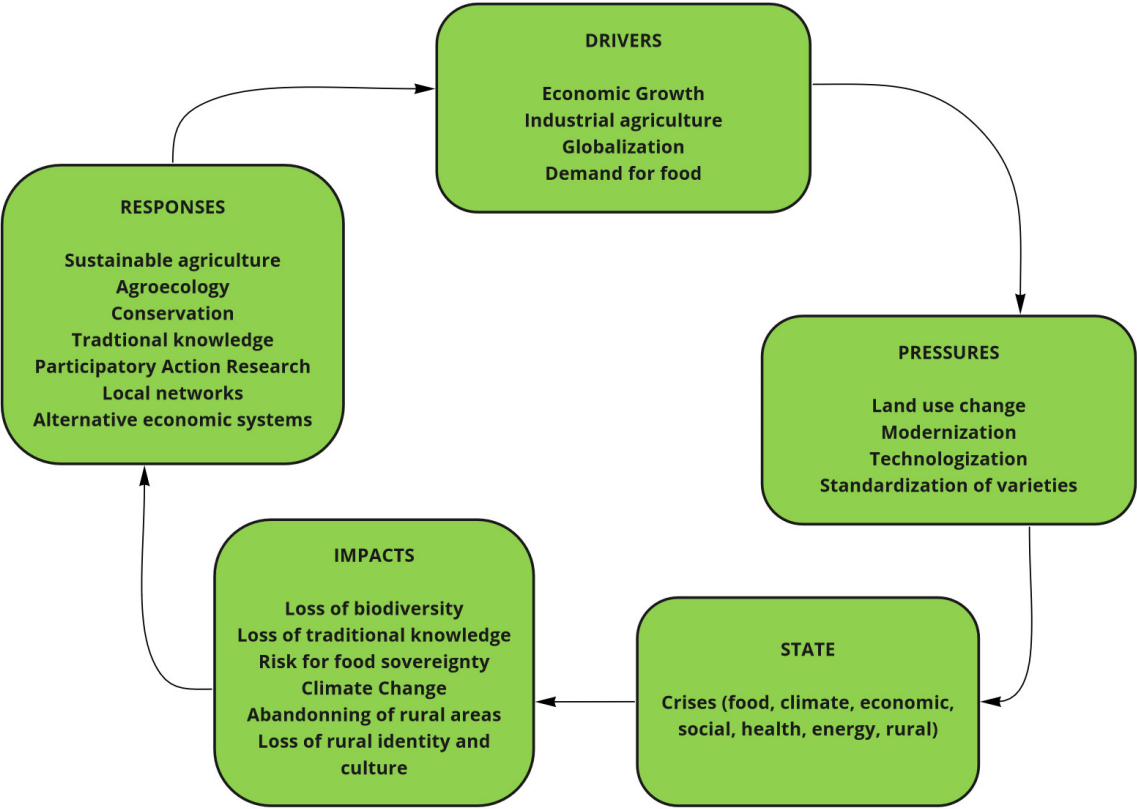 DRIVERS
Economic Growth
Industrial agriculture
Globalization
Demand for food
PRESSURES
Land use change
Modernization
Technologization
Standardization of varieties
STATE
Crises (food, climate, economic,
social, health, energy, rural)
IMPACTS
Loss of biodiversity
Loss of traditional knowledge
Risk for food sovereignty
Climate Change
Abandonning of rural areas
Loss of rural identity and
culture
RESPONSES
Sustainable agriculture
Agroecology
Conservation
Tradtional knowledge
Participatory Action Research
Local networks
Alternative economic systems